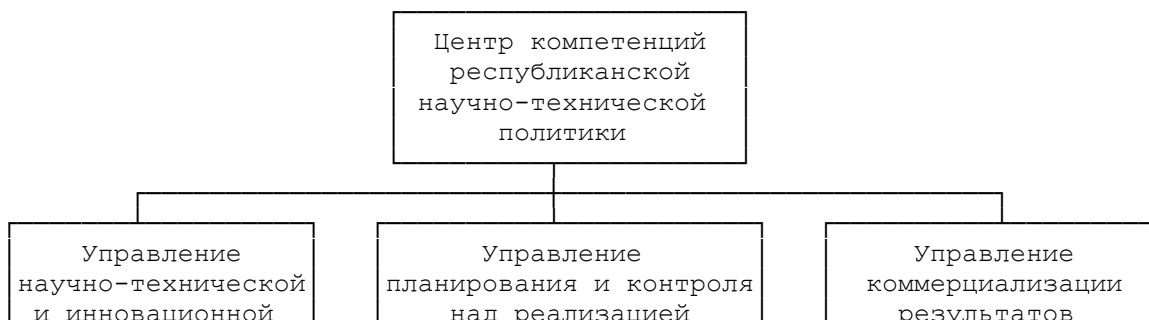 Центр компетенций
республиканской
научно-технической
политики
Управление
научно-технической
и инновационной
Управление
планирования и контроля
над реализацией
Управление
коммерциализации
результатов